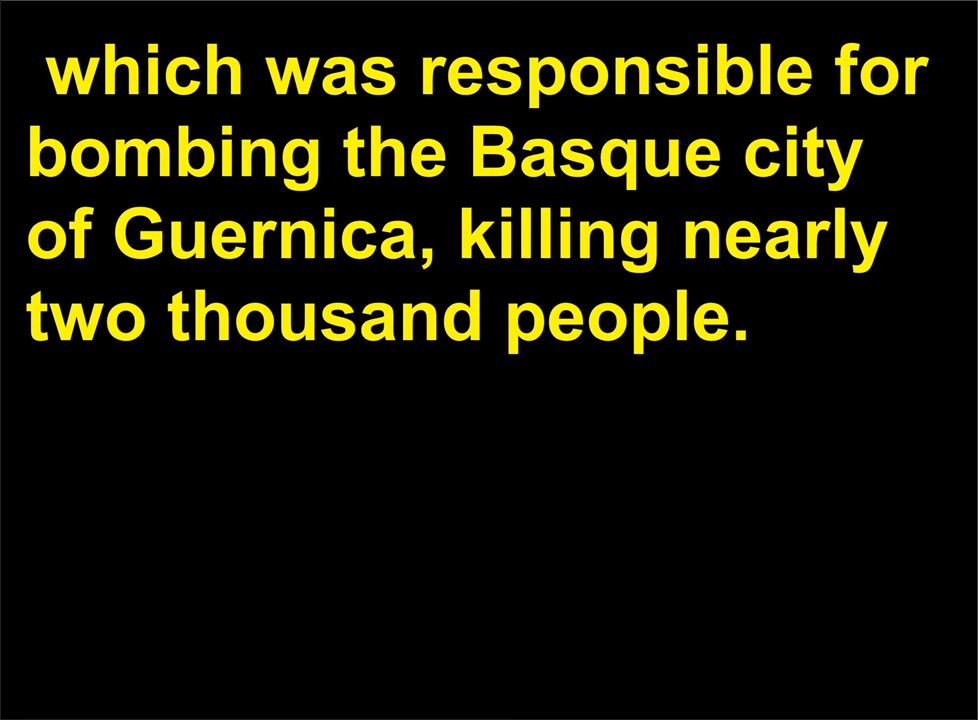 which was responsible for
bombing the Basque city
of Guernica, killing nearly
two thousand people.